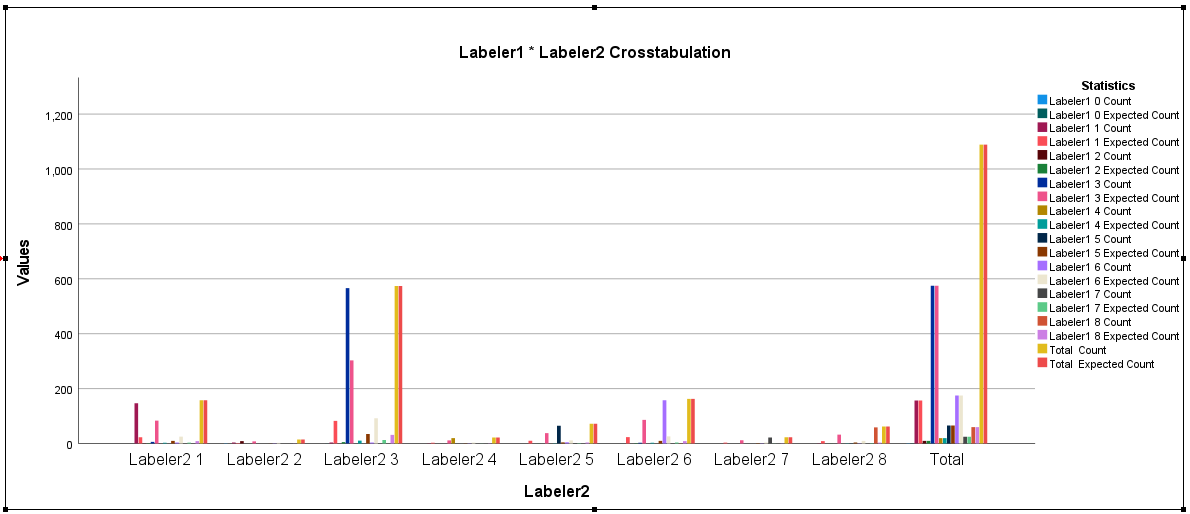 Labeler1 * Labeler2 Crosstabulation
Values
1,200
1,000
800
600
400
200
0
Labeler2 1
Labeler2 2
Labeler2 3
Labeler2 4
Labeler2 5
Labeler2 6
Labeler2 7
Labeler2 8
Total
Labeler2
Statistics
Labeler1 0 Count
Labeler1 0 Expected Count
Labeler1 1 Count
Labeler1 1 Expected Count
Labeler1 2 Count
Labeler1 2 Expected Count
Labeler1 3 Count
Labeler1 3 Expected Count
Labeler1 4 Count
Labeler1 4 Expected Count
Labeler1 5 Count
Labeler1 5 Expected Count
Labeler1 6 Count
Labeler1 6 Expected Count
Labeler1 7 Count
Labeler1 7 Expected Count
Labeler1 8 Count
Labeler1 8 Expected Count
Total Count
Total Expected Count